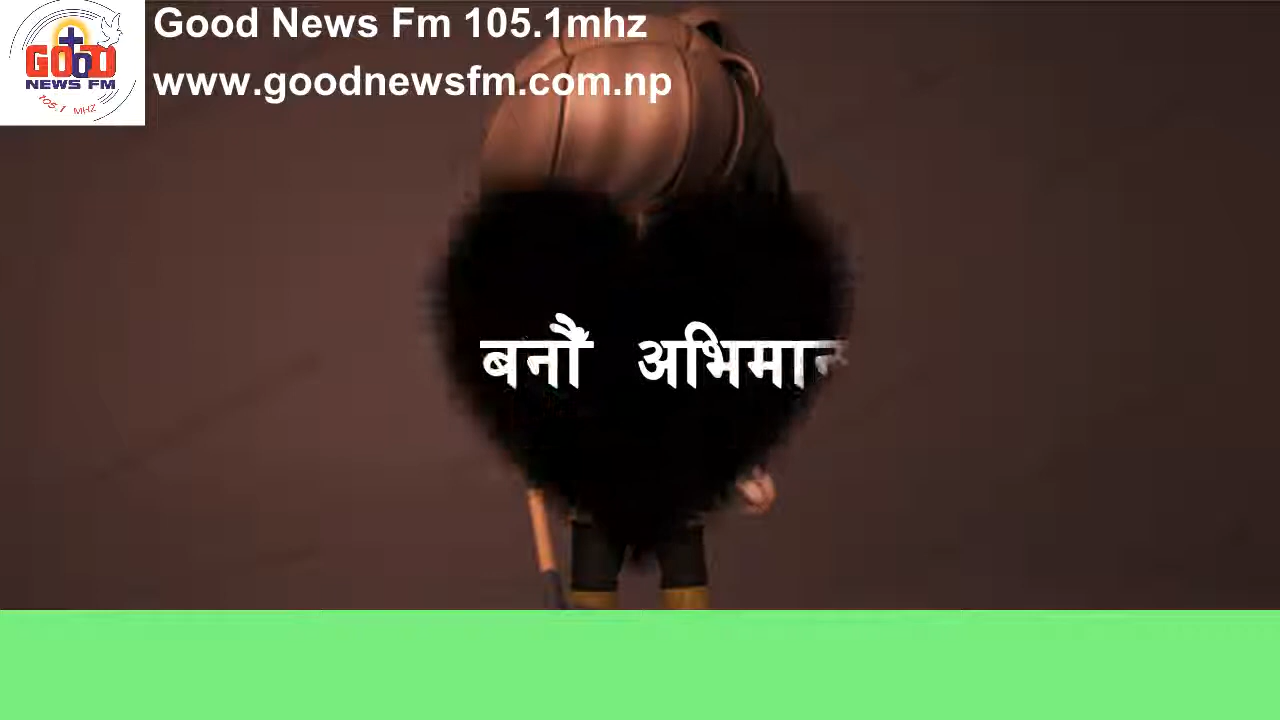 Good News Fm 105.1mhz
www.goodnewsfm.com.np
GOOD
NEWS FM
105.1 MHZ
बनौँ